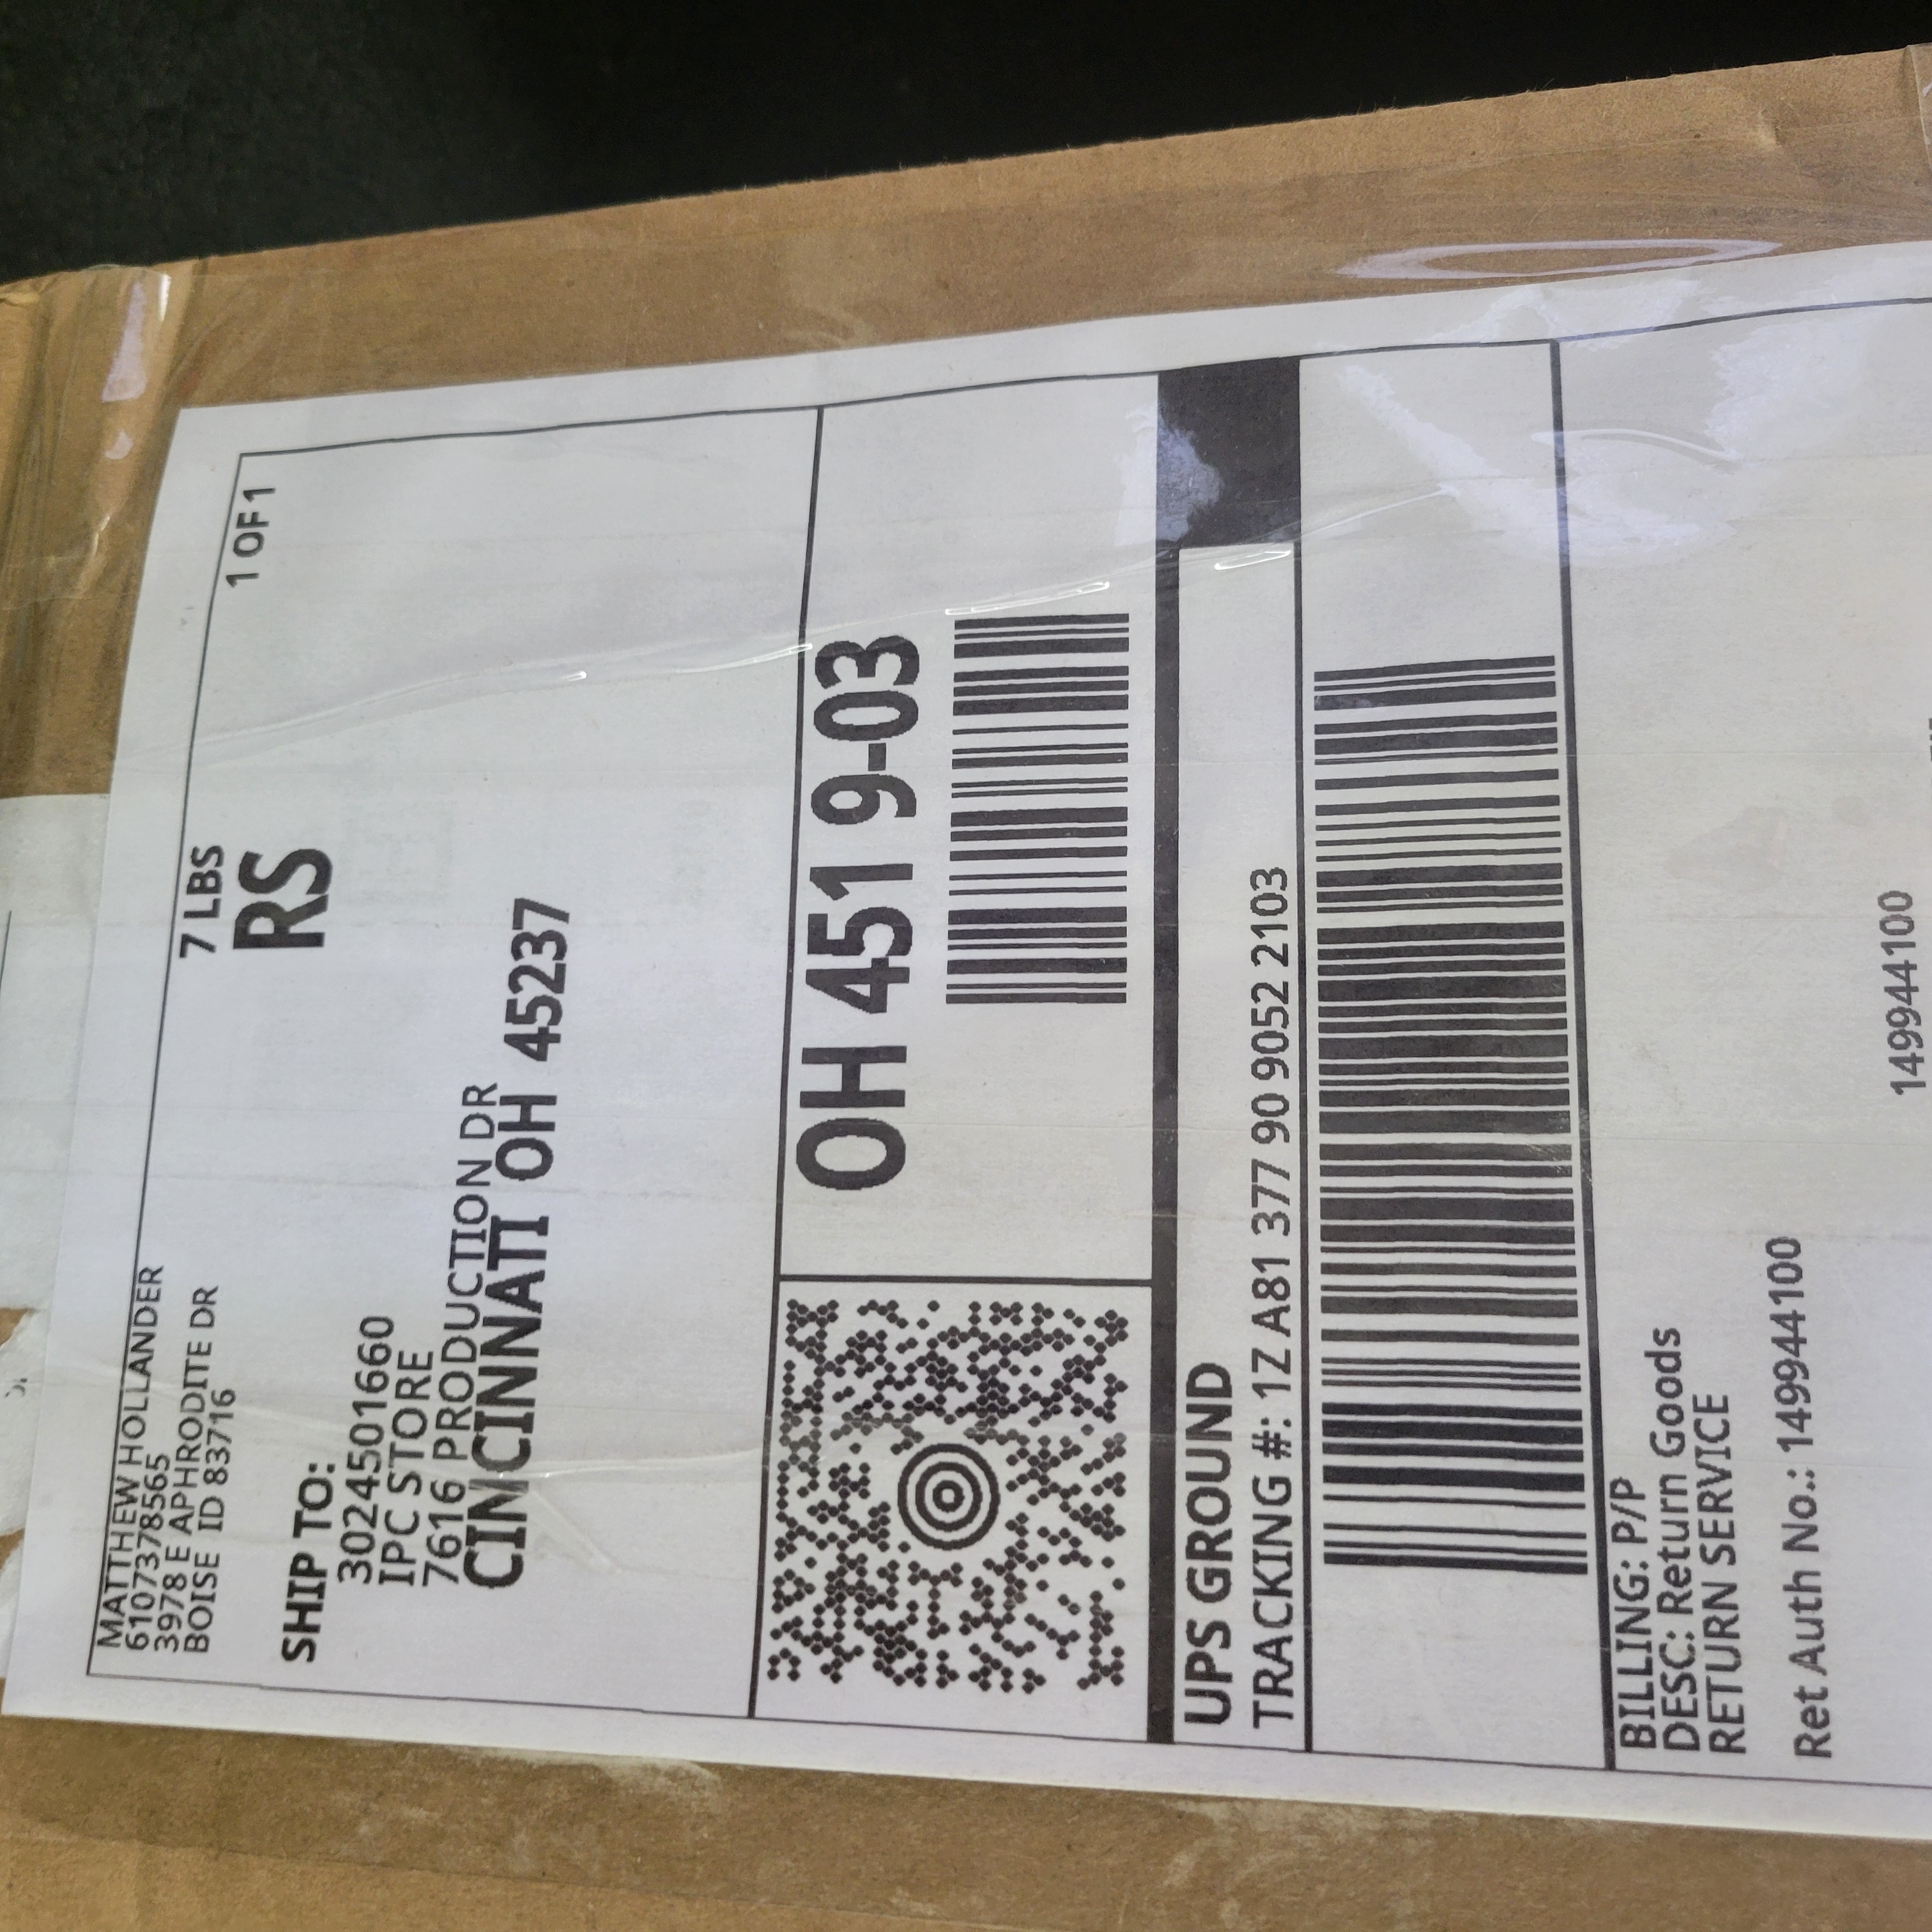 MATTHEW HOLLANDER
6107378565
3978 E APHRODITE DR
BOISE ID 83716
7 LBS
1 OF 1
RS
SHIP TO:
3024501660
IPC STORE
7616 PRODUCTION DR
CINCINNATI OH 45237
OH 451 9-03
UPS GROUND
TRACKING #: 1Z A81 377 90 9052 2103
BILLING: P/P
DESC: Return Goods
RETURN SERVICE
Ret Auth No.: 149944100
149944100